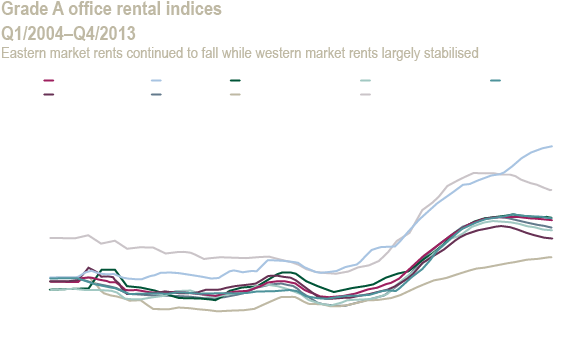 Grade A office rental indices
Q1/2004–Q4/2013
Eastern market rents continued to fall while western market rents largely stabilised